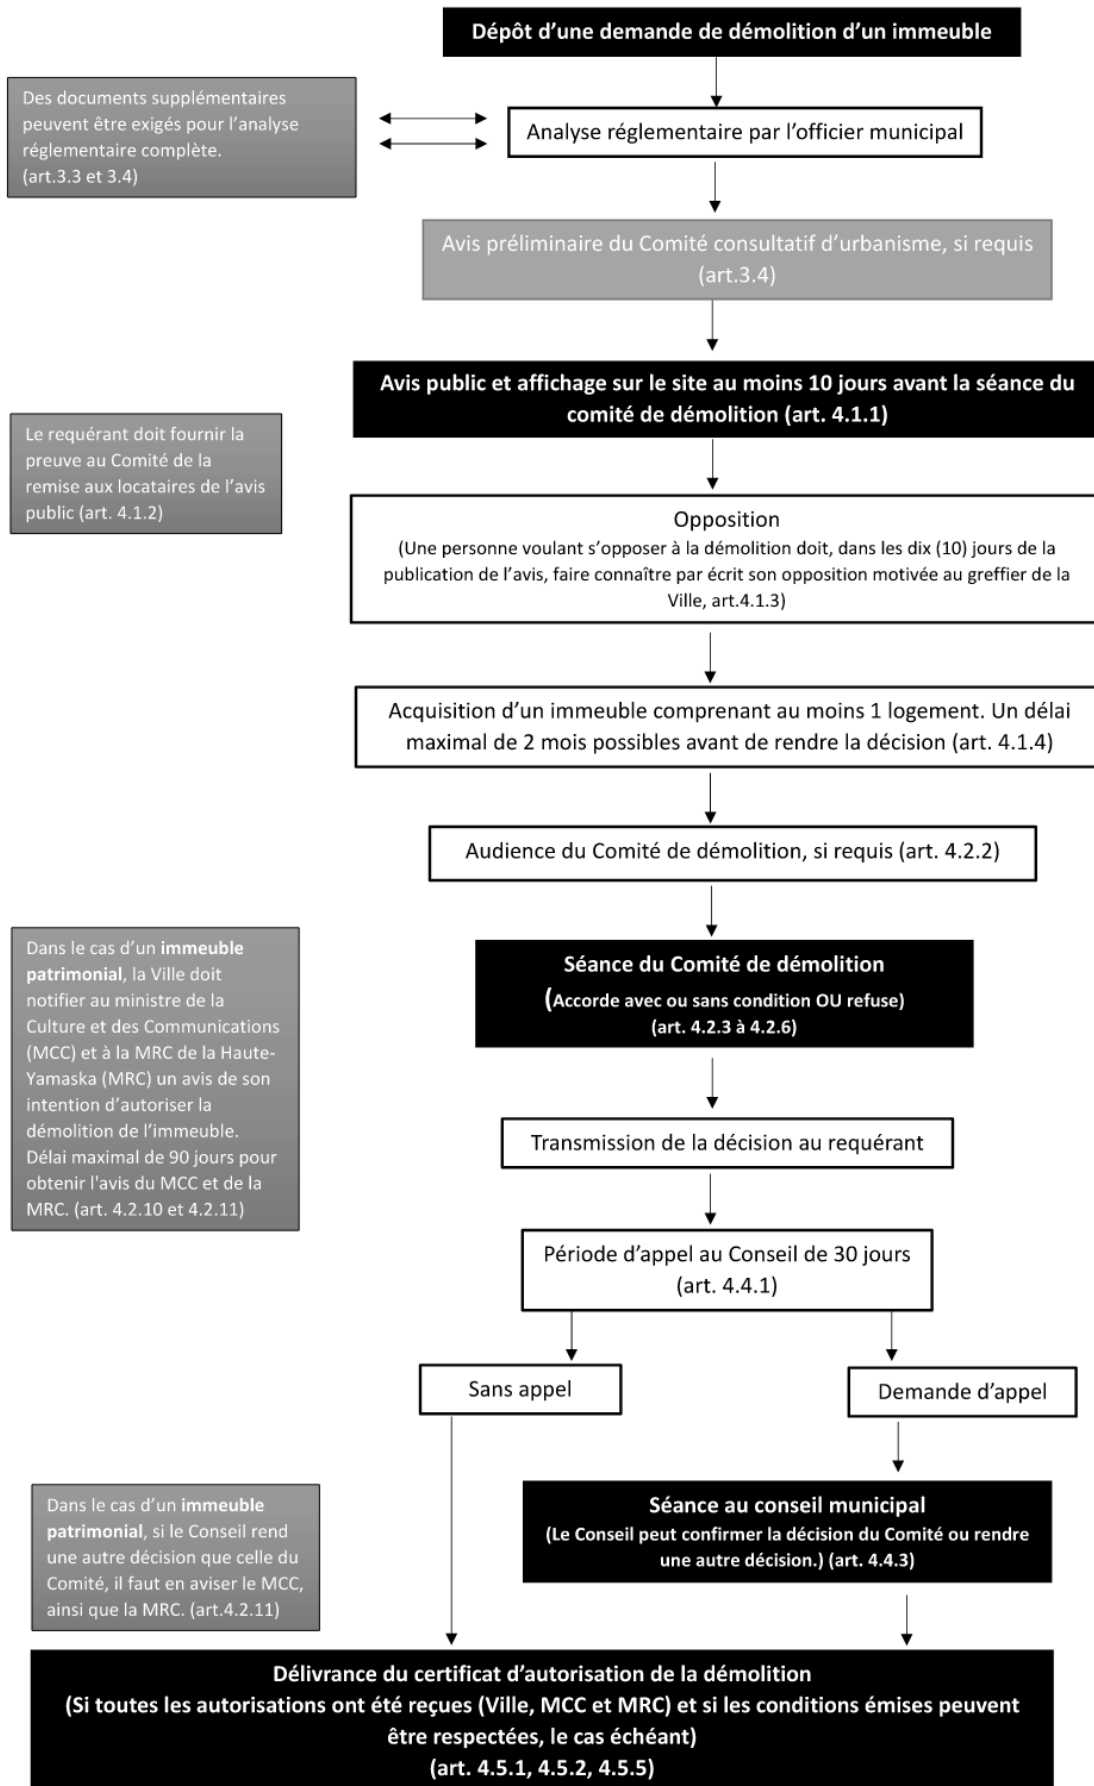 Dépôt d'une demande de démolition d'un immeuble
Des documents supplémentaires
peuvent être exigés pour l'analyse
réglementaire complète.
(art.3.3 et 3.4)
Analyse réglementaire par l'officier municipal
Avis préliminaire du Comité consultatif d'urbanisme, si requis
(art.3.4)
Avis public et affichage sur le site au moins 10 jours avant la séance du
comité de démolition (art. 4.1.1)
Le requérant doit fournir la
preuve au Comité de la
remise aux locataires de l'avis
public (art. 4.1.2)
Opposition
(Une personne voulant s'opposer à la démolition doit, dans les dix (10) jours de la
publication de l'avis, faire connaître par écrit son opposition motivée au greffier de la
Ville, art.4.1.3)
Acquisition d'un immeuble comprenant au moins 1 logement. Un délai
maximal de 2 mois possibles avant de rendre la décision (art. 4.1.4)
Audience du Comité de démolition, si requis (art. 4.2.2)
Dans le cas d'un immeuble
patrimonial, la Ville doit
notifier au ministre de la
Culture et des Communications
(MCC) et à la MRC de la Haute-
Yamaska (MRC) un avis de son
intention d'autoriser la
démolition de l'immeuble.
Délai maximal de 90 jours pour
obtenir l'avis du MCC et de la
MRC. (art. 4.2.10 et 4.2.11)
Séance du Comité de démolition
(Accorde avec ou sans condition OU refuse)
(art. 4.2.3 à 4.2.6)
Transmission de la décision au requérant
Période d'appel au Conseil de 30 jours
(art. 4.4.1)
Sans appel
Demande d'appel
Dans le cas d'un immeuble
patrimonial, si le Conseil rend
une autre décision que celle du
Comité, il faut en aviser le MCC,
ainsi que la MRC. (art.4.2.11)
Séance au conseil municipal
(Le Conseil peut confirmer la décision du Comité ou rendre
une autre décision.) (art. 4.4.3)
Délivrance du certificat d'autorisation de la démolition
(Si toutes les autorisations ont été reçues (Ville, MCC et MRC) et si les conditions émises peuvent
être respectées, le cas échéant)
(art. 4.5.1, 4.5.2, 4.5.5)